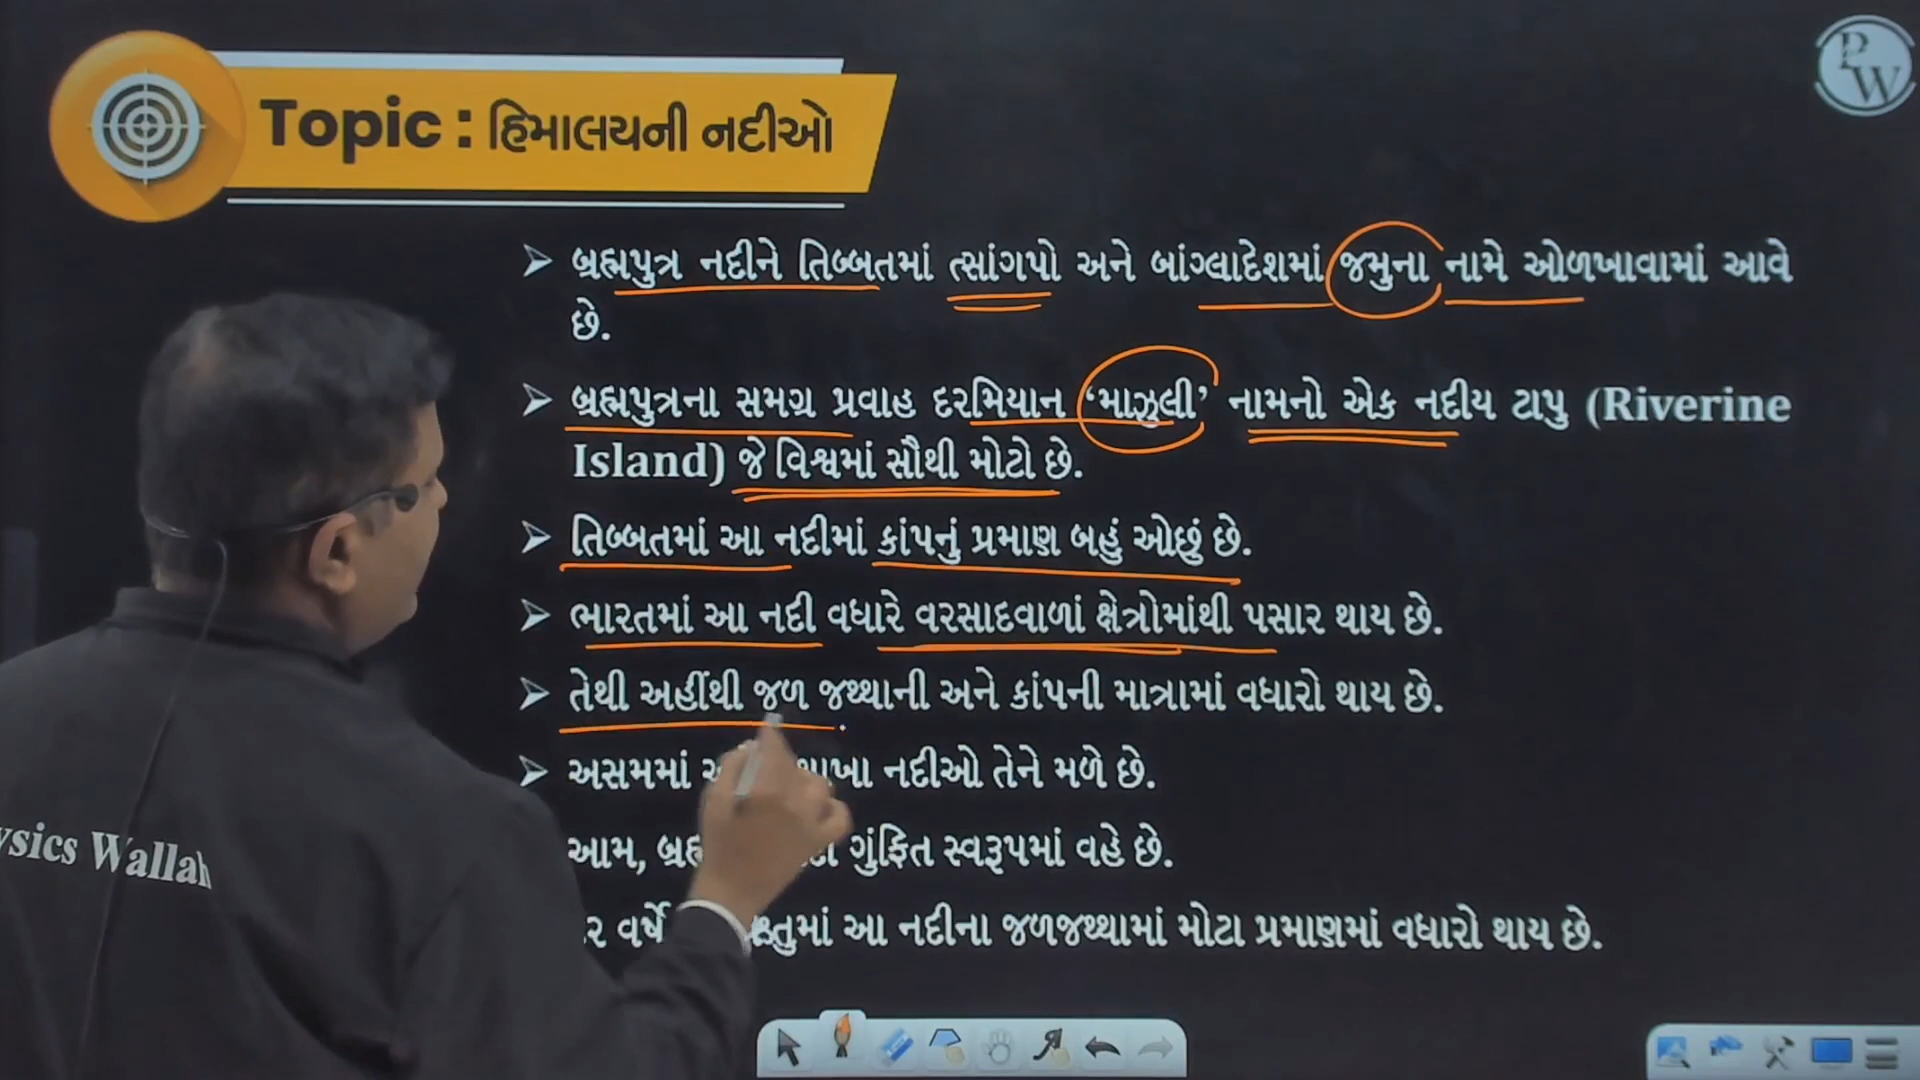 PW
Topic : હિમાલયની નદીઓ
➤ બ્રહ્મપુત્ર નદીને તિબ્બતમાં ત્સાંગપો અને બાંગ્લાદેશમાં જમુના નામે ઓળખાવામાં આવે
છે.
➤ બ્રહ્મપુત્રના સમગ્ર પ્રવાહ દરમિયાન ‘માઝુલી’ નામનો એક નદીય ટાપુ (Riverine
Island) જે વિશ્વમાં સૌથી મોટો છે.
➤ તિબ્બતમાં આ નદીમાં કાંપનું પ્રમાણ બહું ઓછું છે.
➤ ભારતમાં આ નદી વધારે વરસાદવાળાં ક્ષેત્રોમાંથી પસાર થાય છે.
➤ તેથી અહીંથી જળ જથ્થાની અને કાંપની માત્રામાં વધારો થાય છે.
➤ અસમમાં નદીઓ તેને મળે છે.
આમ, ગુંફિત સ્વરૂપમાં વહે છે.
વર્ષે આ નદીના જળજથ્થામાં મોટા પ્રમાણમાં વધારો થાય છે.
Wallah